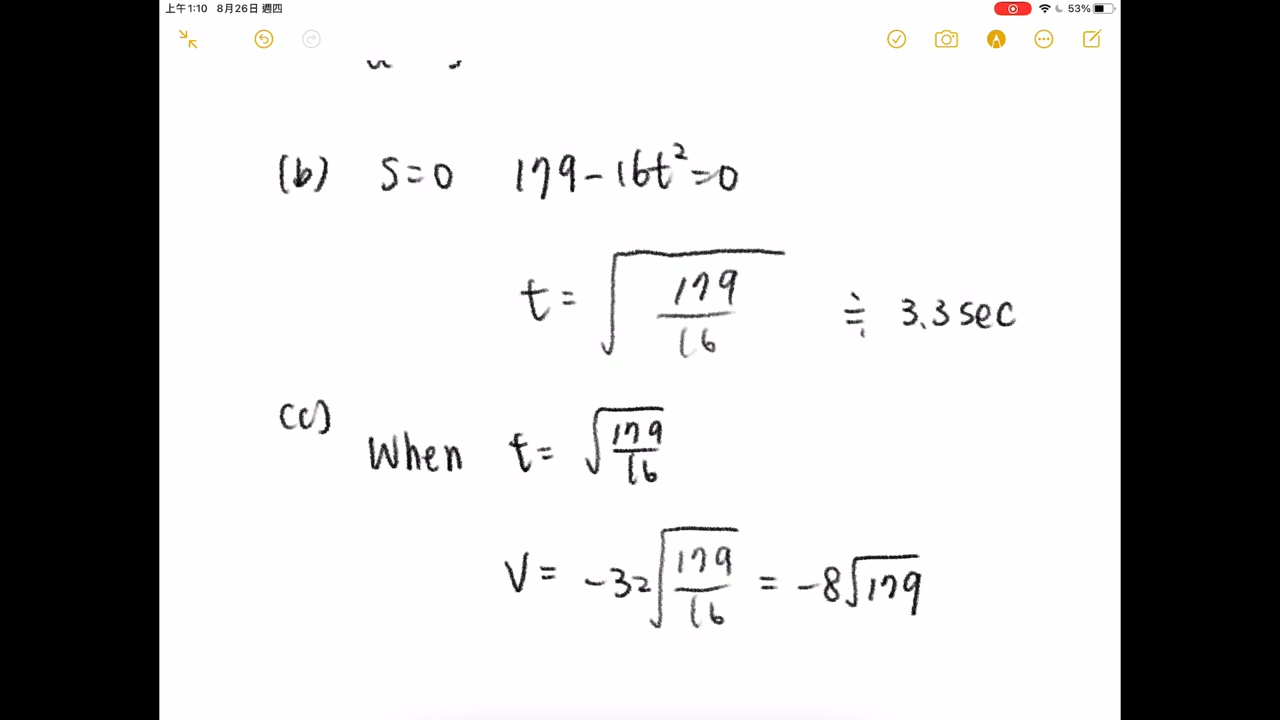 上午1:10 8月26日 週四 53%
(b) S=0 179-16t²=0
t = √(179/16) ≒ 3.3 sec
(c)
When t = √(179/16)
V = -32√(179/16) = -8√179